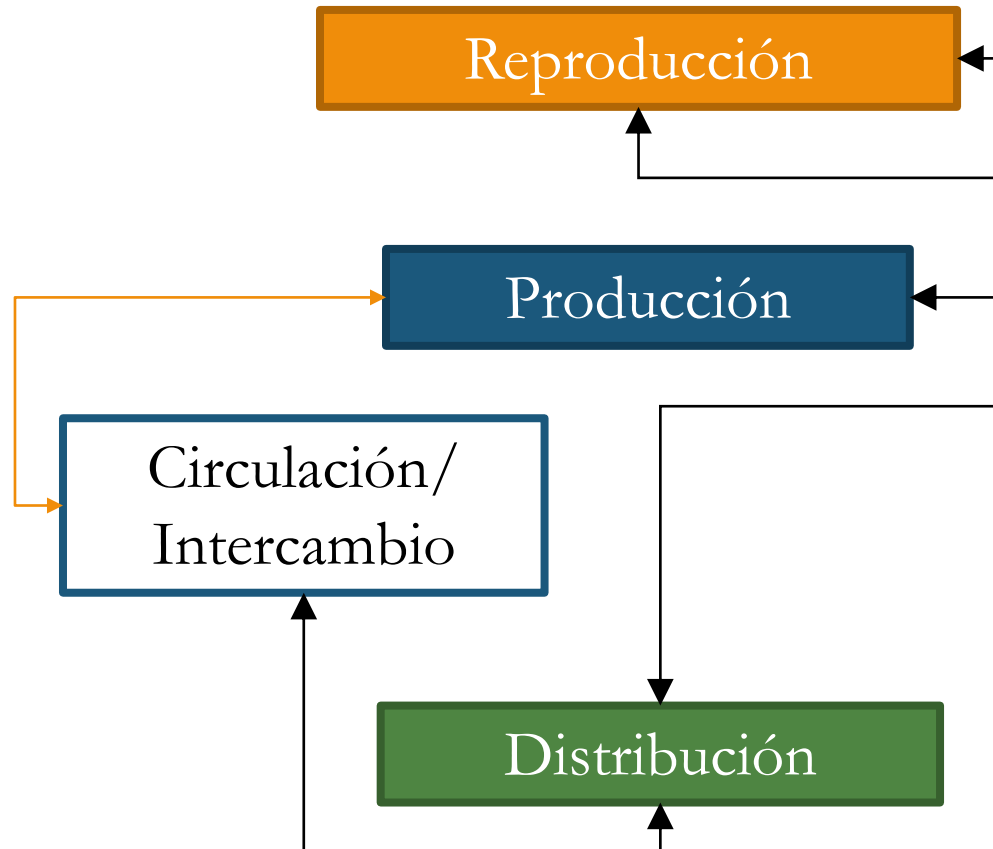 Reproducción
Producción
Circulación/
Intercambio
Distribución